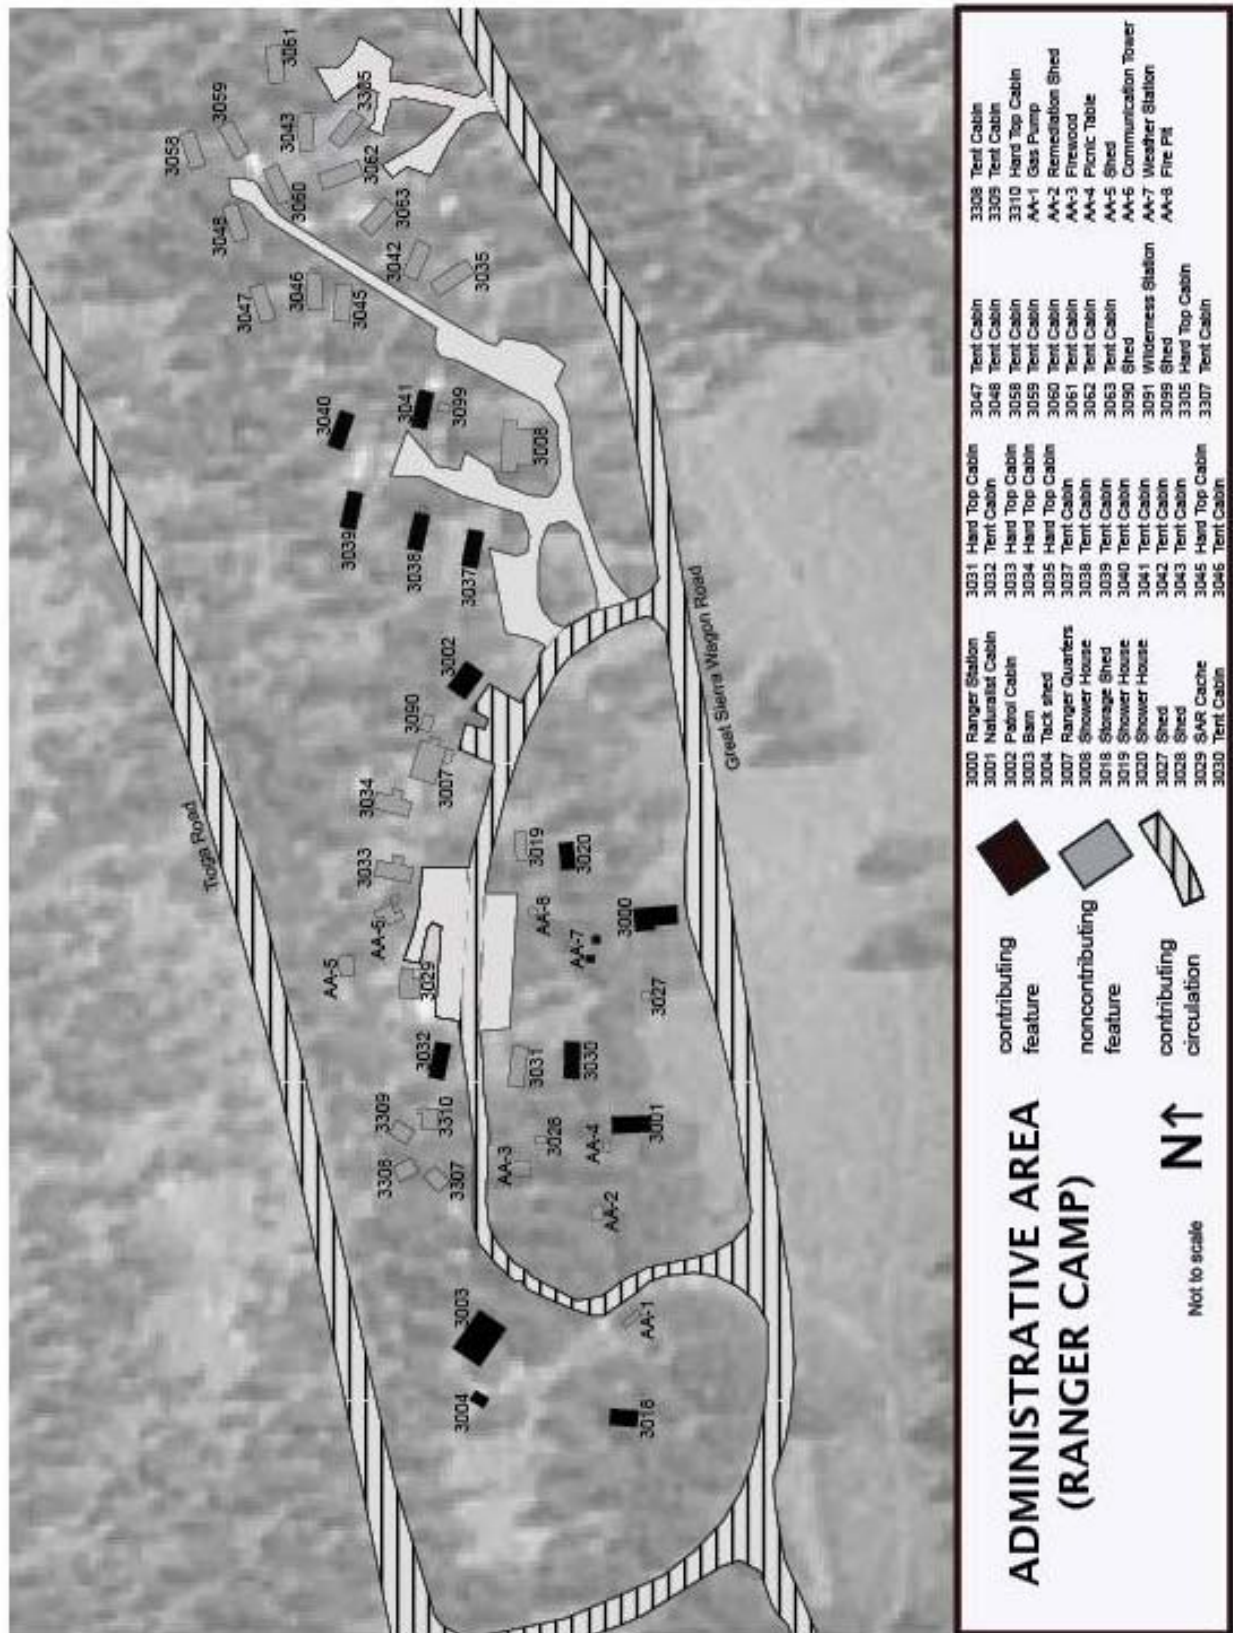 Tioga Road
Great Sierra Wagon Road
3004
3003
3018
AA-1
3308
3309
3307
3310
AA-3
3028
AA-2
AA-4
3001
3032
3031
3030
3027
AA-5
3029
AA-6
AA-7
AA-8
3000
3033
3034
3019
3020
3007
3090
3002
3037
3038
3039
3040
3041
3099
3008
3047
3046
3045
3048
3042
3035
3063
3060
3062
3058
3059
3043
3305
3061
ADMINISTRATIVE AREA
(RANGER CAMP)
Not to scale
N↑
contributing
feature
noncontributing
feature
contributing
circulation
3000 Ranger Station
3001 Naturalist Cabin
3002 Patrol Cabin
3003 Barn
3004 Tack shed
3007 Ranger Quarters
3008 Shower House
3018 Storage Shed
3019 Shower House
3020 Shower House
3027 Shed
3028 Shed
3029 SAR Cache
3030 Tent Cabin
3031 Hard Top Cabin
3032 Tent Cabin
3033 Hard Top Cabin
3034 Hard Top Cabin
3035 Hard Top Cabin
3037 Tent Cabin
3038 Tent Cabin
3039 Tent Cabin
3040 Tent Cabin
3041 Tent Cabin
3042 Tent Cabin
3043 Tent Cabin
3045 Hard Top Cabin
3046 Tent Cabin
3047 Tent Cabin
3048 Tent Cabin
3058 Tent Cabin
3059 Tent Cabin
3060 Tent Cabin
3061 Tent Cabin
3062 Tent Cabin
3063 Tent Cabin
3090 Shed
3091 Wilderness Station
3099 Shed
3305 Hard Top Cabin
3307 Tent Cabin
3308 Tent Cabin
3309 Tent Cabin
3310 Hard Top Cabin
AA-1 Gas Pump
AA-2 Remediation Shed
AA-3 Firewood
AA-4 Picnic Table
AA-5 Shed
AA-6 Communication Tower
AA-7 Weather Station
AA-8 Fire Pit